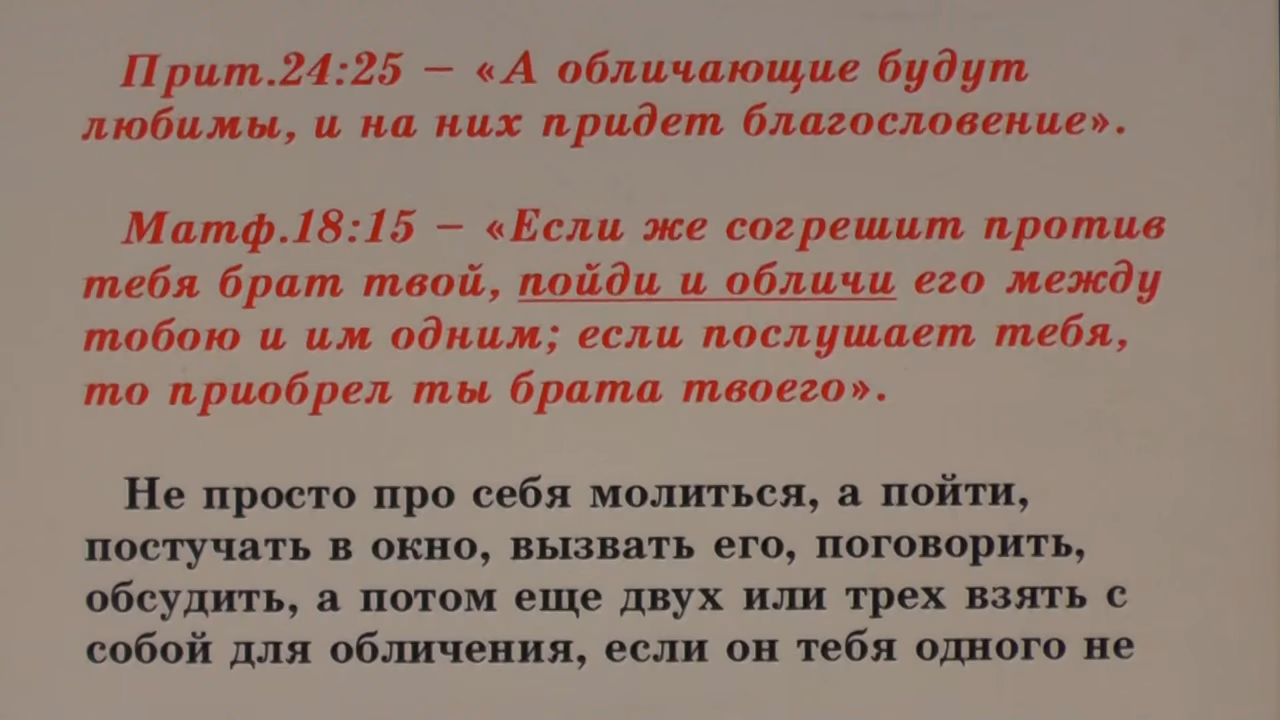 Прит.24:25 – «А обличающие будут
любимы, и на них придет благословение».
Матф.18:15 – «Если же согрешит против
тебя брат твой, пойди и обличи его между
тобою и им одним; если послушает тебя,
то приобрел ты брата твоего».
Не просто про себя молиться, а пойти,
постучать в окно, вызвать его, поговорить,
обсудить, а потом еще двух или трех взять с
собой для обличения, если он тебя одного не